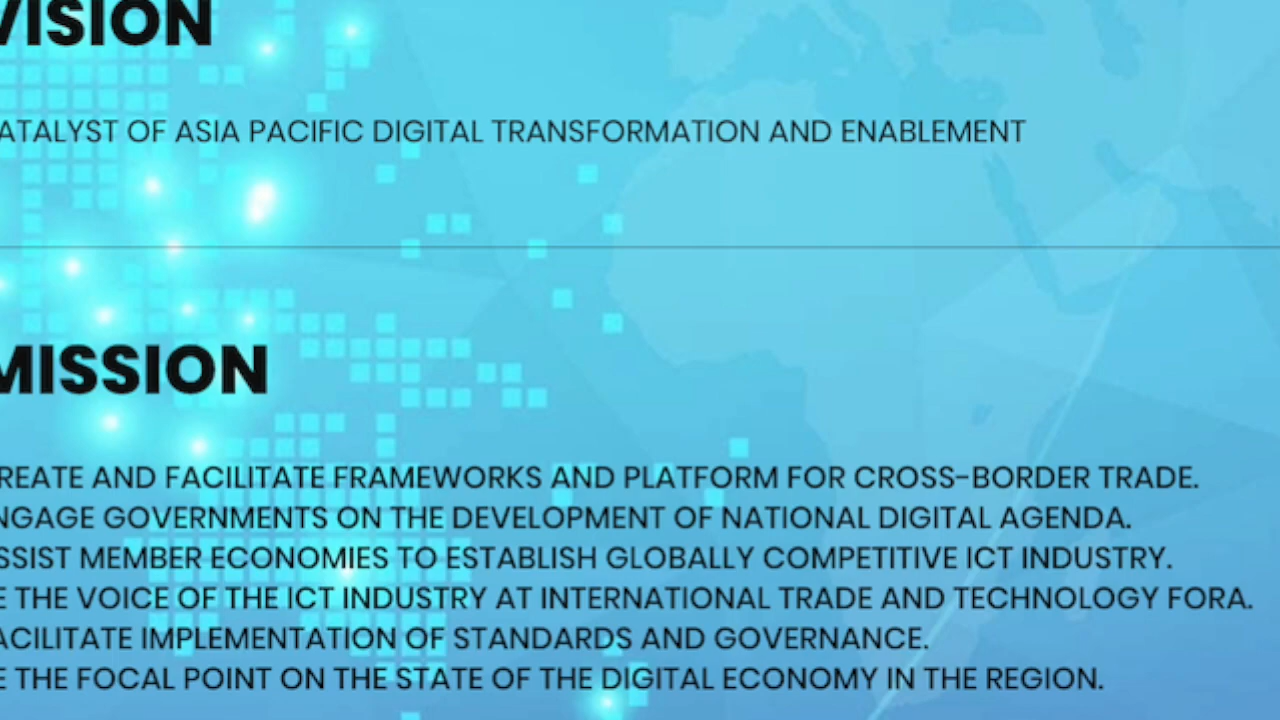 VISION
ATALYST OF ASIA PACIFIC DIGITAL TRANSFORMATION AND ENABLEMENT
MISSION
REATE AND FACILITATE FRAMEWORKS AND PLATFORM FOR CROSS-BORDER TRADE.
NGAGE GOVERNMENTS ON THE DEVELOPMENT OF NATIONAL DIGITAL AGENDA.
SSIST MEMBER ECONOMIES TO ESTABLISH GLOBALLY COMPETITIVE ICT INDUSTRY.
E THE VOICE OF THE ICT INDUSTRY AT INTERNATIONAL TRADE AND TECHNOLOGY FORA.
ACILITATE IMPLEMENTATION OF STANDARDS AND GOVERNANCE.
E THE FOCAL POINT ON THE STATE OF THE DIGITAL ECONOMY IN THE REGION.